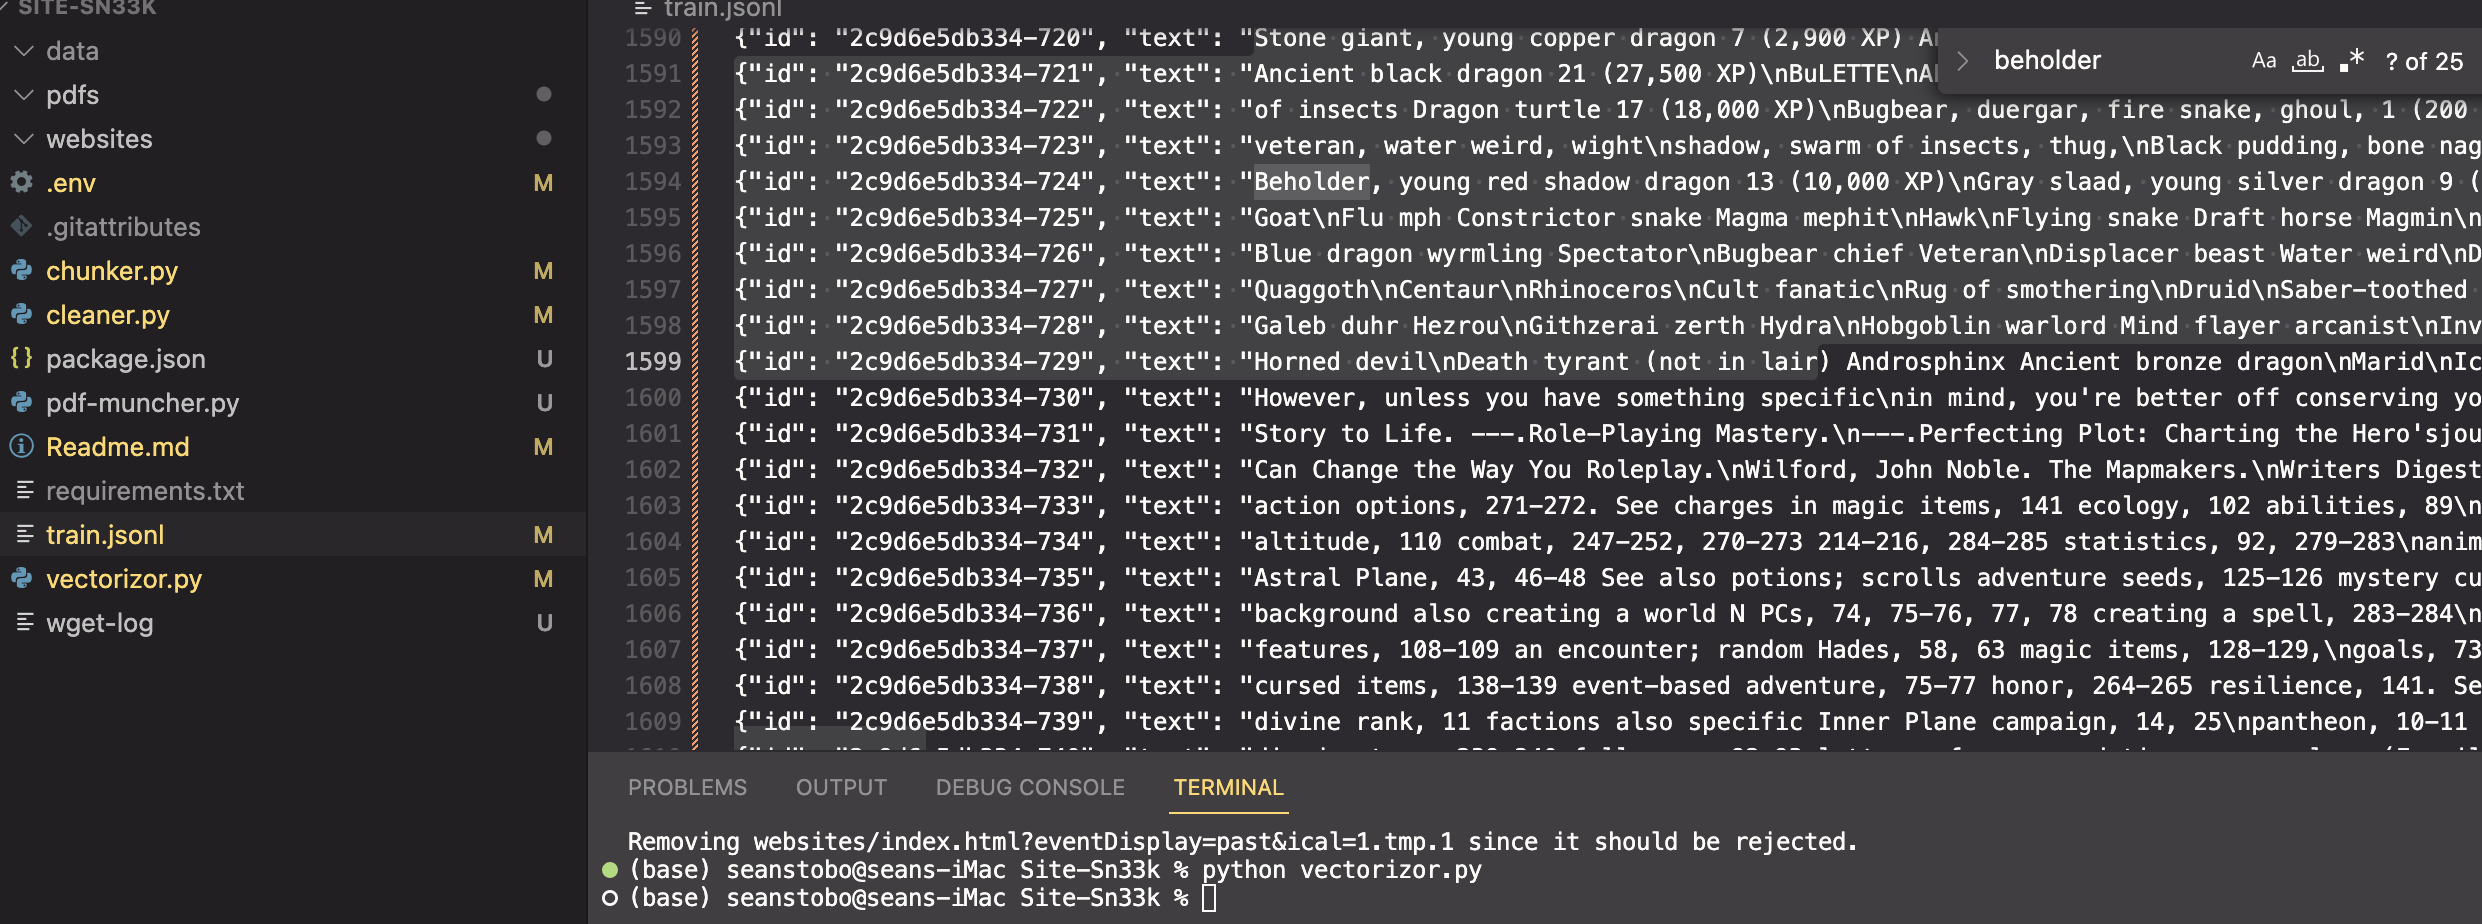 SITE-SN33K
data
pdfs
websites
.env M
.gitattributes
chunker.py M
cleaner.py M
package.json U
pdf-muncher.py U
Readme.md M
requirements.txt
train.jsonl M
vectorizor.py M
wget-log U
train.jsonl
beholder Aa ab .* ? of 25
1590 {"id": "2c9d6e5db334-720", "text": "Stone giant, young copper dragon 7 (2,900 XP)
1591 {"id": "2c9d6e5db334-721", "text": "Ancient black dragon 21 (27,500 XP)\nBuLETTE\nA
1592 {"id": "2c9d6e5db334-722", "text": "of insects Dragon turtle 17 (18,000 XP)\nBugbear, duergar, fire snake, ghoul, 1 (200
1593 {"id": "2c9d6e5db334-723", "text": "veteran, water weird, wight\nshadow, swarm of insects, thug,\nBlack pudding, bone nag
1594 {"id": "2c9d6e5db334-724", "text": "Beholder, young red shadow dragon 13 (10,000 XP)\nGray slaad, young silver dragon 9 (
1595 {"id": "2c9d6e5db334-725", "text": "Goat\nFlu mph Constrictor snake Magma mephit\nHawk\nFlying snake Draft horse Magmin\n
1596 {"id": "2c9d6e5db334-726", "text": "Blue dragon wyrmling Spectator\nBugbear chief Veteran\nDisplacer beast Water weird\nD
1597 {"id": "2c9d6e5db334-727", "text": "Quaggoth\nCentaur\nRhinoceros\nCult fanatic\nRug of smothering\nDruid\nSaber-toothed
1598 {"id": "2c9d6e5db334-728", "text": "Galeb duhr Hezrou\nGithzerai zerth Hydra\nHobgoblin warlord Mind flayer arcanist\nInv
1599 {"id": "2c9d6e5db334-729", "text": "Horned devil\nDeath tyrant (not in lair) Androsphinx Ancient bronze dragon\nMarid\nIc
1600 {"id": "2c9d6e5db334-730", "text": "However, unless you have something specific\nin mind, you're better off conserving yo
1601 {"id": "2c9d6e5db334-731", "text": "Story to Life. ---.Role-Playing Mastery.\n---.Perfecting Plot: Charting the Hero'sjou
1602 {"id": "2c9d6e5db334-732", "text": "Can Change the Way You Roleplay.\nWilford, John Noble. The Mapmakers.\nWriters Digest
1603 {"id": "2c9d6e5db334-733", "text": "action options, 271-272. See charges in magic items, 141 ecology, 102 abilities, 89\n
1604 {"id": "2c9d6e5db334-734", "text": "altitude, 110 combat, 247-252, 270-273 214-216, 284-285 statistics, 92, 279-283\nanim
1605 {"id": "2c9d6e5db334-735", "text": "Astral Plane, 43, 46-48 See also potions; scrolls adventure seeds, 125-126 mystery cu
1606 {"id": "2c9d6e5db334-736", "text": "background also creating a world N PCs, 74, 75-76, 77, 78 creating a spell, 283-284\n
1607 {"id": "2c9d6e5db334-737", "text": "features, 108-109 an encounter; random Hades, 58, 63 magic items, 128-129,\ngoals, 73
1608 {"id": "2c9d6e5db334-738", "text": "cursed items, 138-139 event-based adventure, 75-77 honor, 264-265 resilience, 141. Se
1609 {"id": "2c9d6e5db334-739", "text": "divine rank, 11 factions also specific Inner Plane campaign, 14, 25\npantheon, 10-11
PROBLEMS OUTPUT DEBUG CONSOLE TERMINAL
Removing websites/index.html?eventDisplay=past&ical=1.tmp.1 since it should be rejected.
(base) seanstobo@seans-iMac Site-Sn33k % python vectorizor.py
(base) seanstobo@seans-iMac Site-Sn33k %